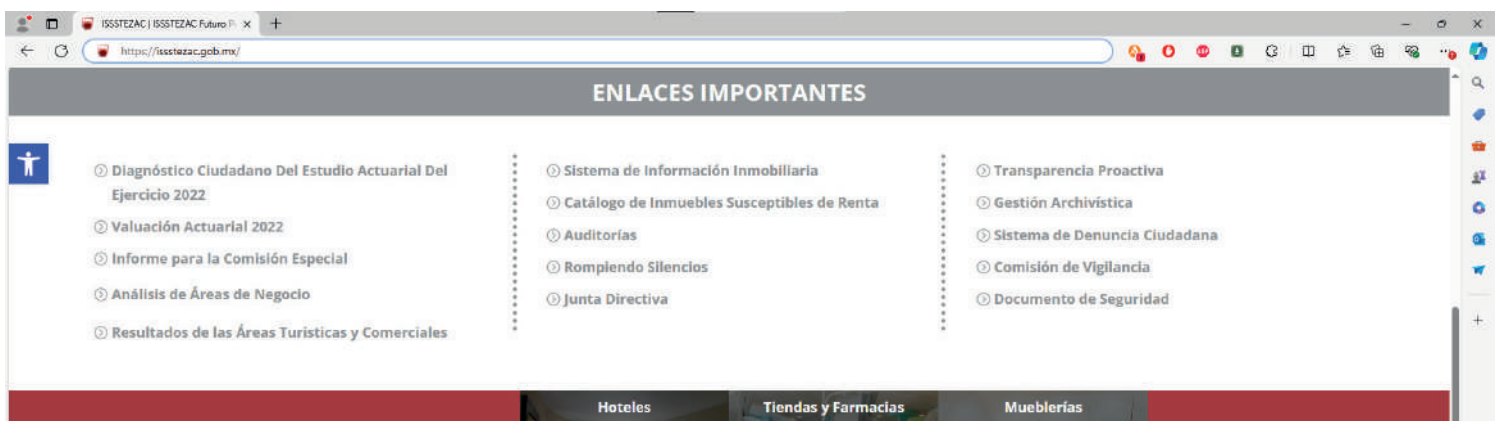 ISSSTEZAC | ISSSTEZAC Futuro
https://issstezac.gob.mx/
ENLACES IMPORTANTES
Diagnóstico Ciudadano Del Estudio Actuarial Del
Ejercicio 2022
Valuación Actuarial 2022
Informe para la Comisión Especial
Análisis de Áreas de Negocio
Resultados de las Áreas Turísticas y Comerciales
Sistema de Información Inmobiliaria
Catálogo de Inmuebles Susceptibles de Renta
Auditorías
Rompiendo Silencios
Junta Directiva
Transparencia Proactiva
Gestión Archivística
Sistema de Denuncia Ciudadana
Comisión de Vigilancia
Documento de Seguridad
Hoteles
Tiendas y Farmacias
Mueblerías